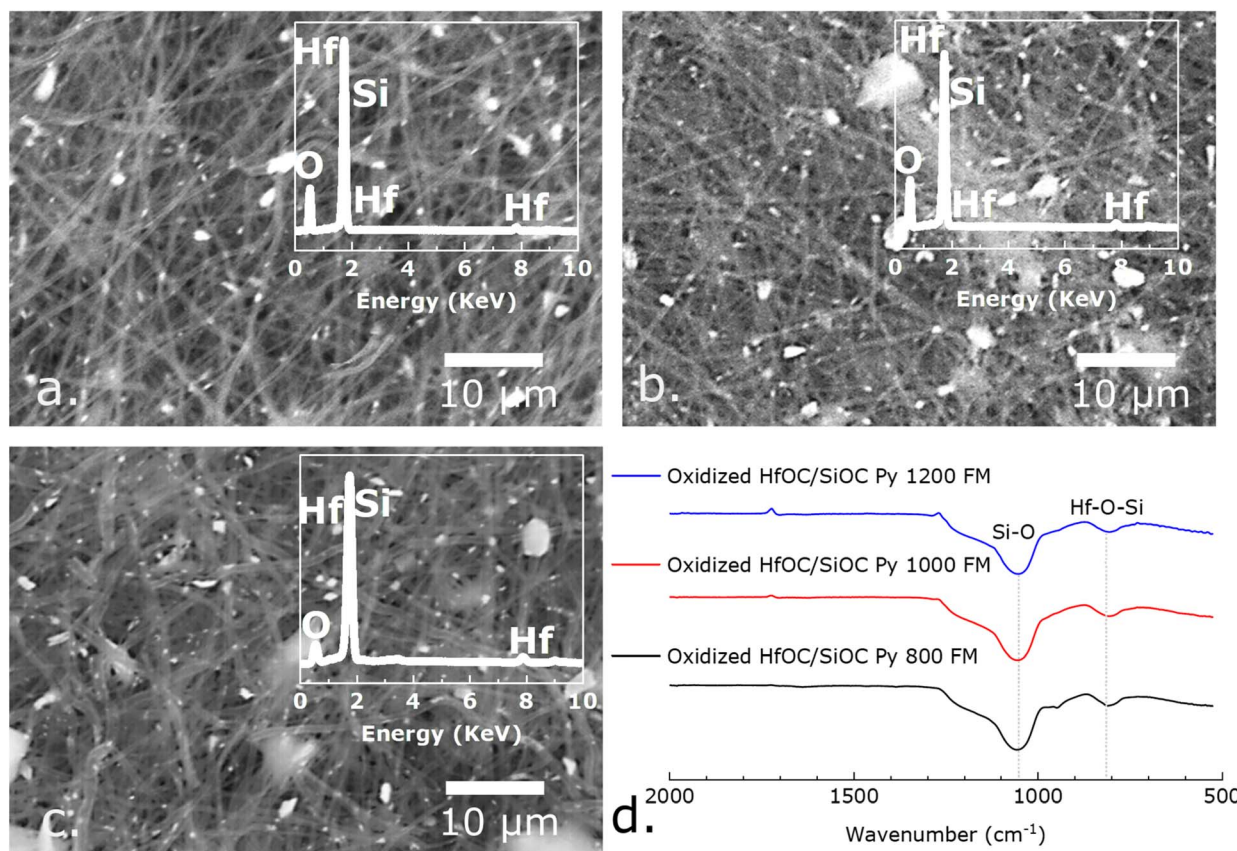 Hf
Si
O
Hf
Hf
0 2 4 6 8 10
Energy (KeV)
a.
10 µm
Hf
Si
O
Hf
Hf
0 2 4 6 8 10
Energy (KeV)
b.
10 µm
Hf Si
O
Hf
0 2 4 6 8 10
Energy (KeV)
c.
10 µm
Oxidized HfOC/SiOC Py 1200 FM
Si-O
Hf-O-Si
Oxidized HfOC/SiOC Py 1000 FM
Oxidized HfOC/SiOC Py 800 FM
2000 1500 1000 500
d.
Wavenumber (cm⁻¹)